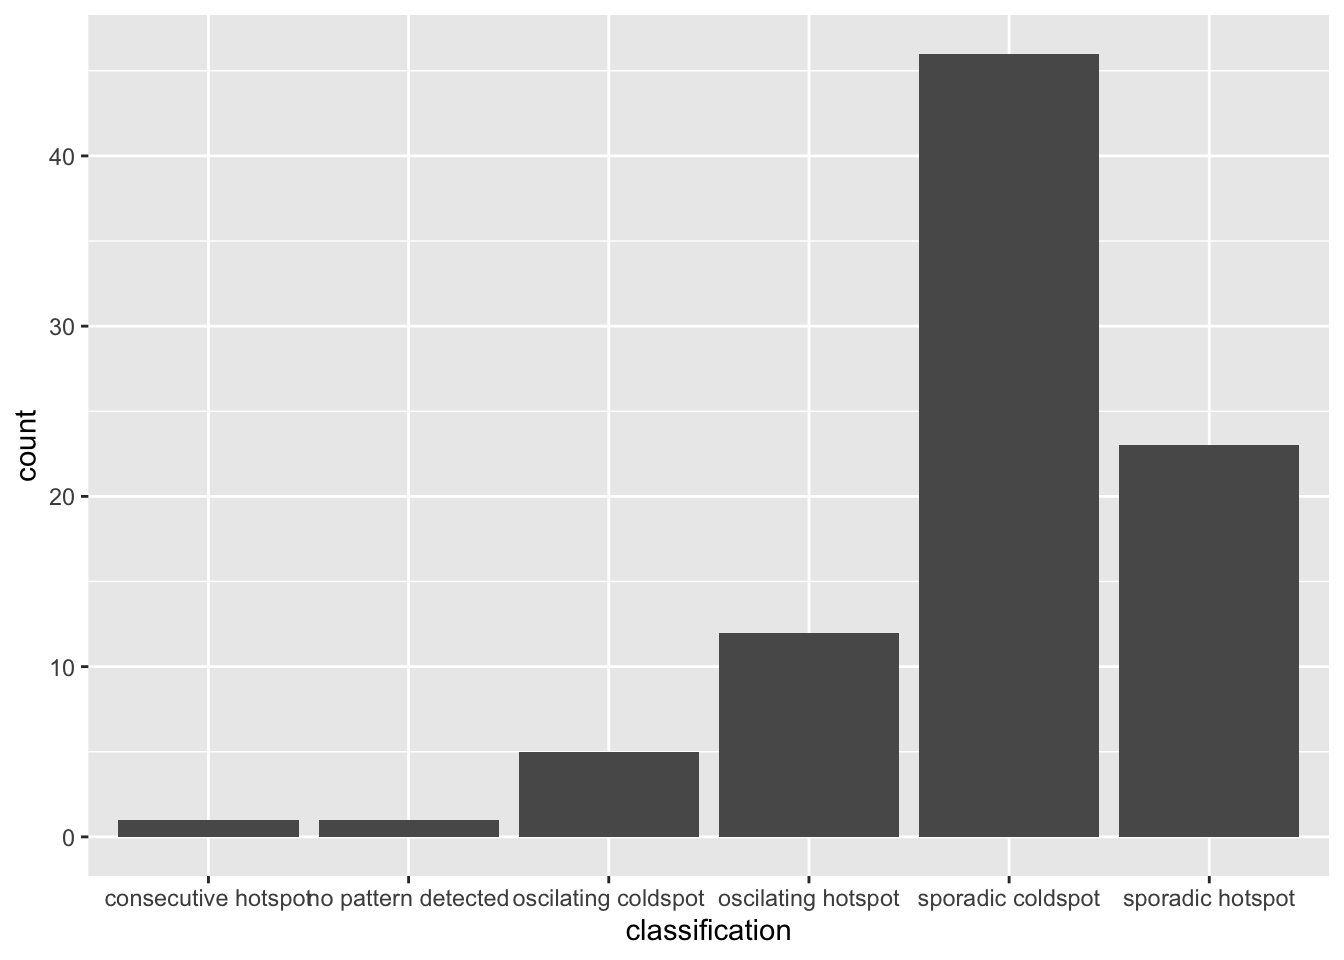 count
40
30
20
10
0
consecutive hotspot no pattern detected oscilating coldspot oscilating hotspot sporadic coldspot sporadic hotspot
classification